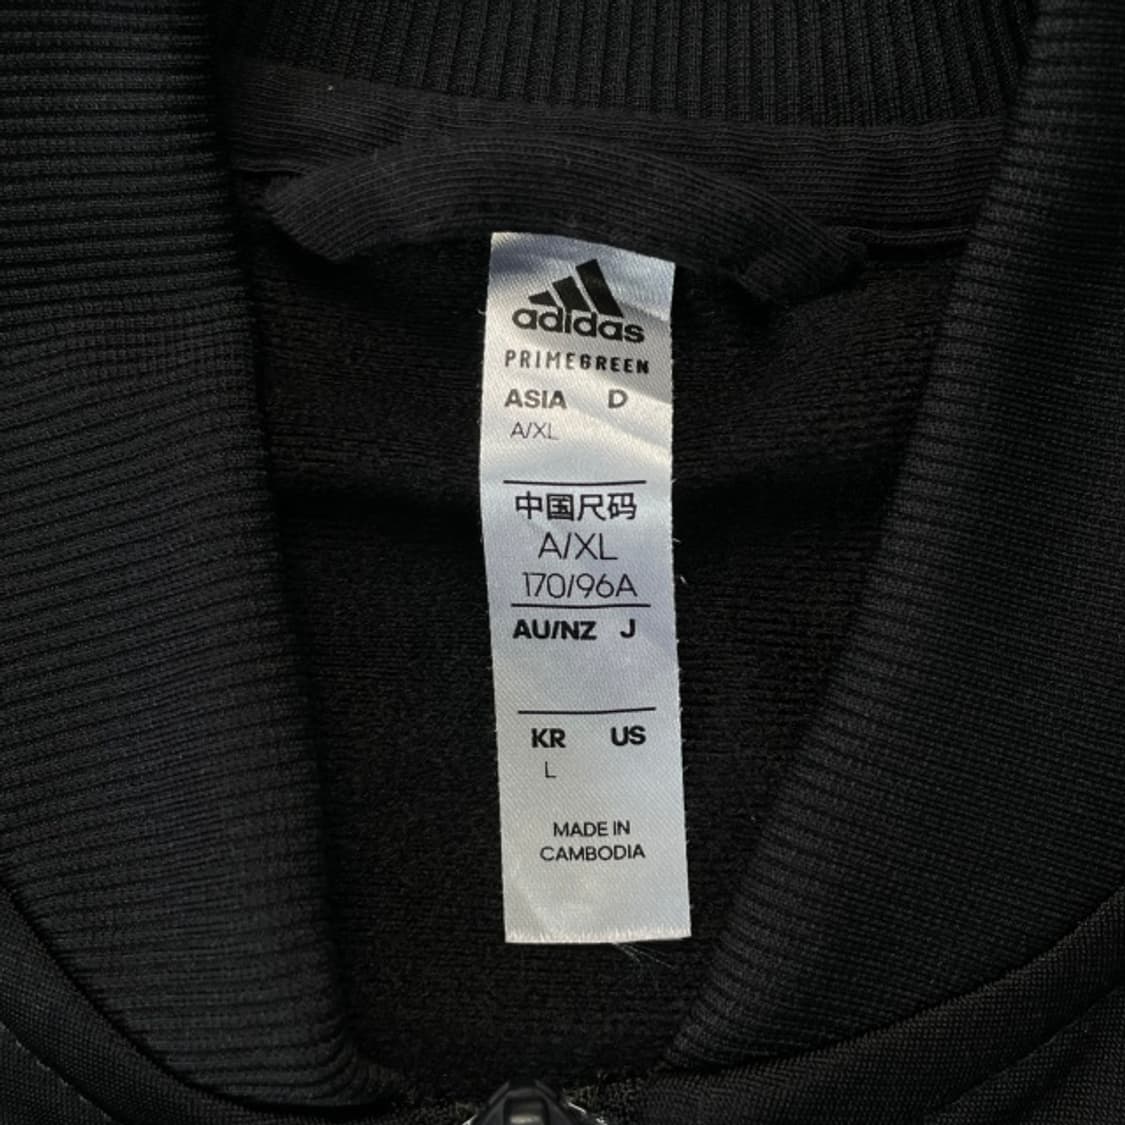 adidas
PRIMEGREEN
ASIA D
A/XL
中国尺码
A/XL
170/96A
AU/NZ J
KR US
L
MADE IN
CAMBODIA